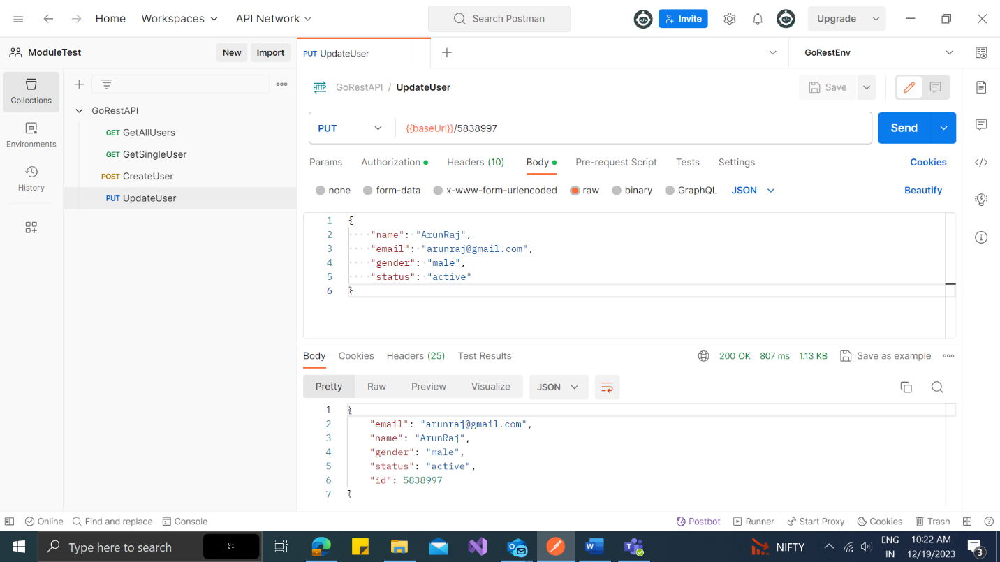 Home Workspaces API Network Search Postman Invite Upgrade
ModuleTest New Import PUT UpdateUser GoRestEnv
Collections
Environments
History
GoRestAPI
GET GetAllUsers
GET GetSingleUser
POST CreateUser
PUT UpdateUser
HTTP GoRestAPI / UpdateUser Save
PUT {{baseUrl}}/5838997 Send
Params Authorization Headers (10) Body Pre-request Script Tests Settings Cookies
none form-data x-www-form-urlencoded raw binary GraphQL JSON Beautify
1 {
2 "name": "ArunRaj",
3 "email": "arunraj@gmail.com",
4 "gender": "male",
5 "status": "active"
6 }
Body Cookies Headers (25) Test Results 200 OK 807 ms 1.13 KB Save as example
Pretty Raw Preview Visualize JSON
1 {
2 "email": "arunraj@gmail.com",
3 "name": "ArunRaj",
4 "gender": "male",
5 "status": "active",
6 "id": 5838997
7 }
Online Find and replace Console Postbot Runner Start Proxy Cookies Trash
Type here to search NIFTY ENG IN 10:22 AM 12/19/2023 3